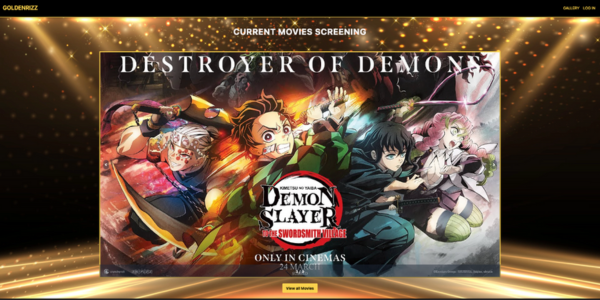 GOLDENRIZZ
GALLERY LOG IN
CURRENT MOVIES SCREENING
DESTROYER OF DEMONS
KIMETSU NO YAIBA
DEMON
SLAYER
SWORDSMITH VILLAGE
ONLY IN CINEMAS
24 MARCH
View all Movies